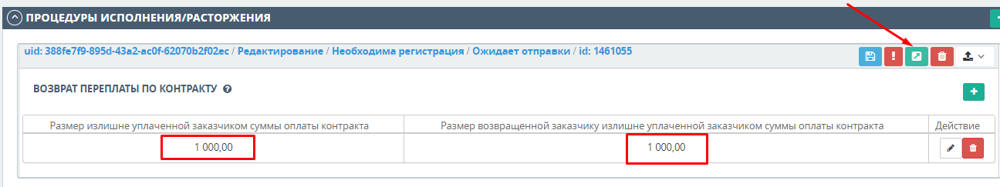 ПРОЦЕДУРЫ ИСПОЛНЕНИЯ/РАСТОРЖЕНИЯ
uid: 388fe7f9-895d-43a2-ac0f-62070b2f02ec / Редактирование / Необходима регистрация / Ожидает отправки / id: 1461055
ВОЗВРАТ ПЕРЕПЛАТЫ ПО КОНТРАКТУ
Размер излишне уплаченной заказчиком суммы оплаты контракта Размер возвращенной заказчику излишне уплаченной заказчиком суммы оплаты контракта Действие
1 000,00 1 000,00